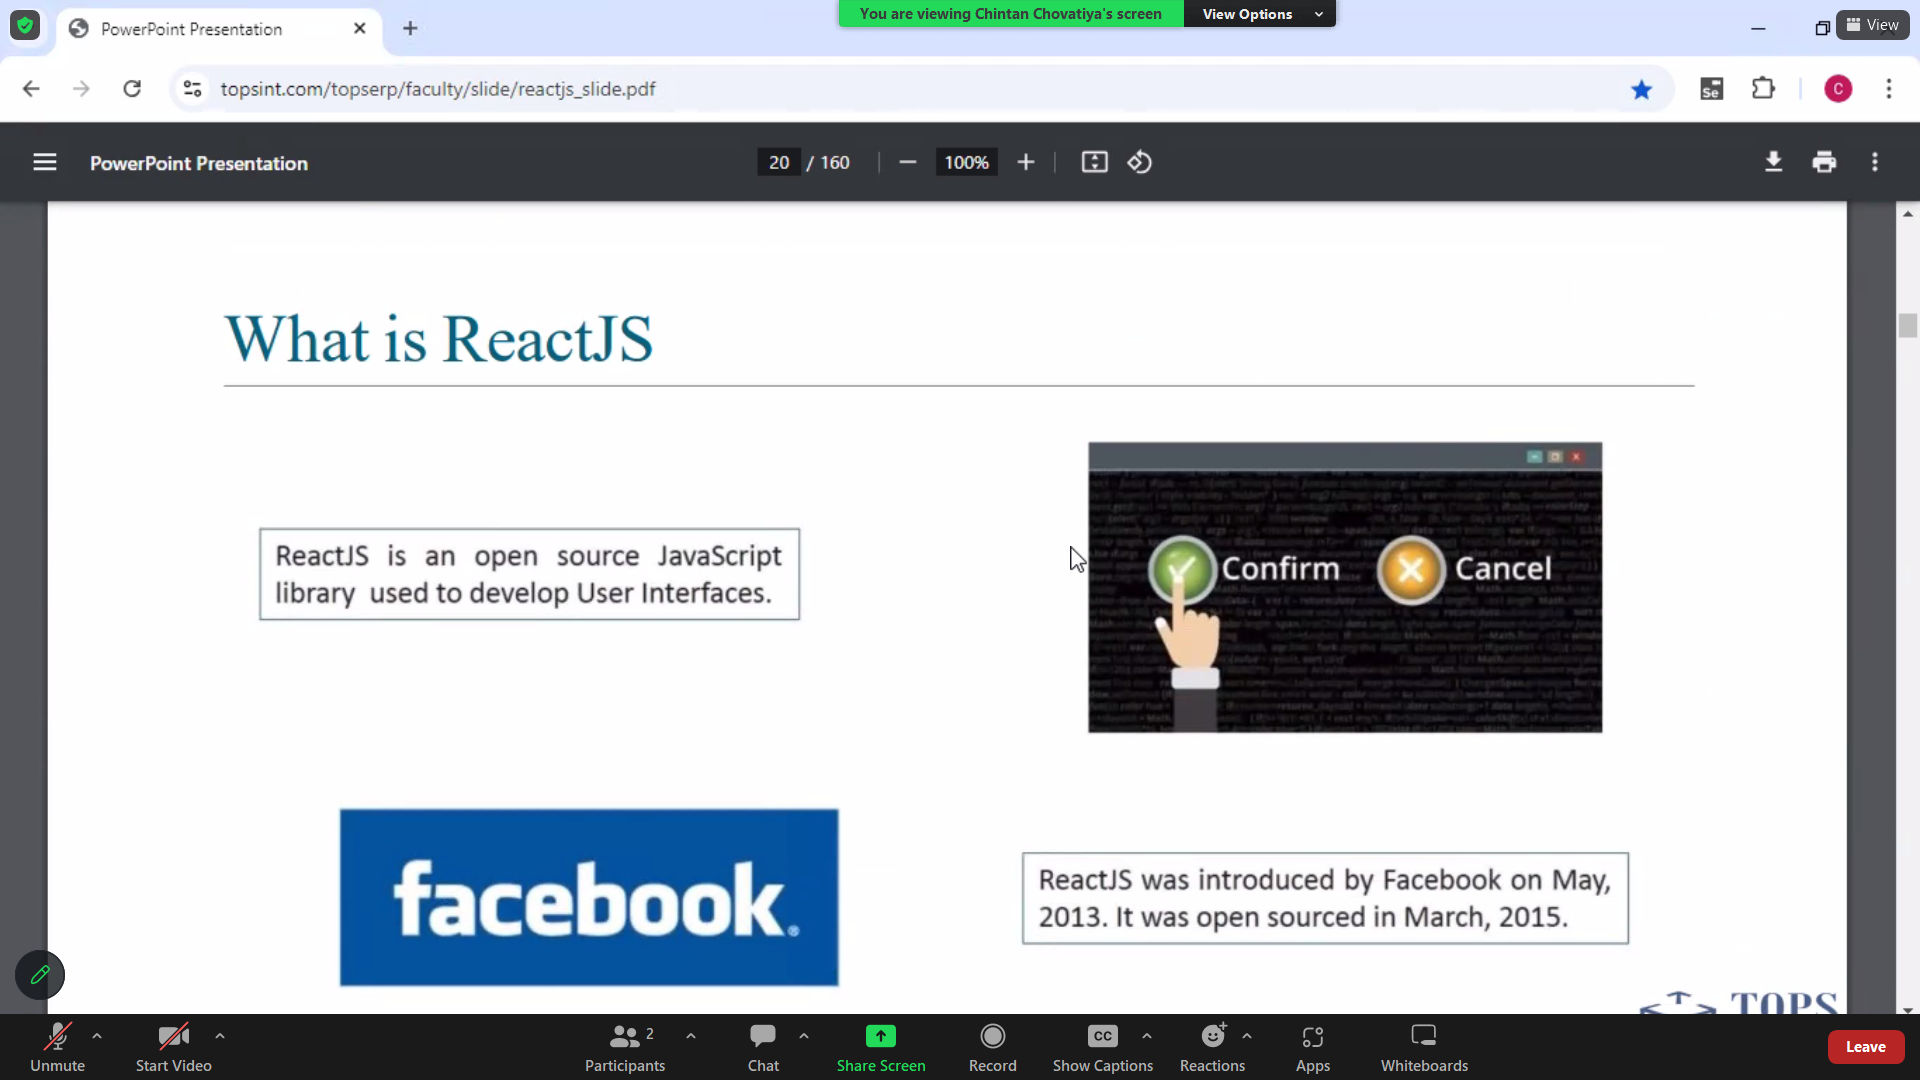 PowerPoint Presentation
You are viewing Chintan Chovatiya's screen
View Options
View
topsint.com/topserp/faculty/slide/reactjs_slide.pdf
Se
C
PowerPoint Presentation
20 / 160
100%
What is ReactJS
ReactJS is an open source JavaScript
library used to develop User Interfaces.
Confirm
Cancel
facebook®
ReactJS was introduced by Facebook on May,
2013. It was open sourced in March, 2015.
T
TOPS
Unmute
Start Video
2
Participants
Chat
Share Screen
Record
CC
Show Captions
Reactions
Apps
Whiteboards
Leave